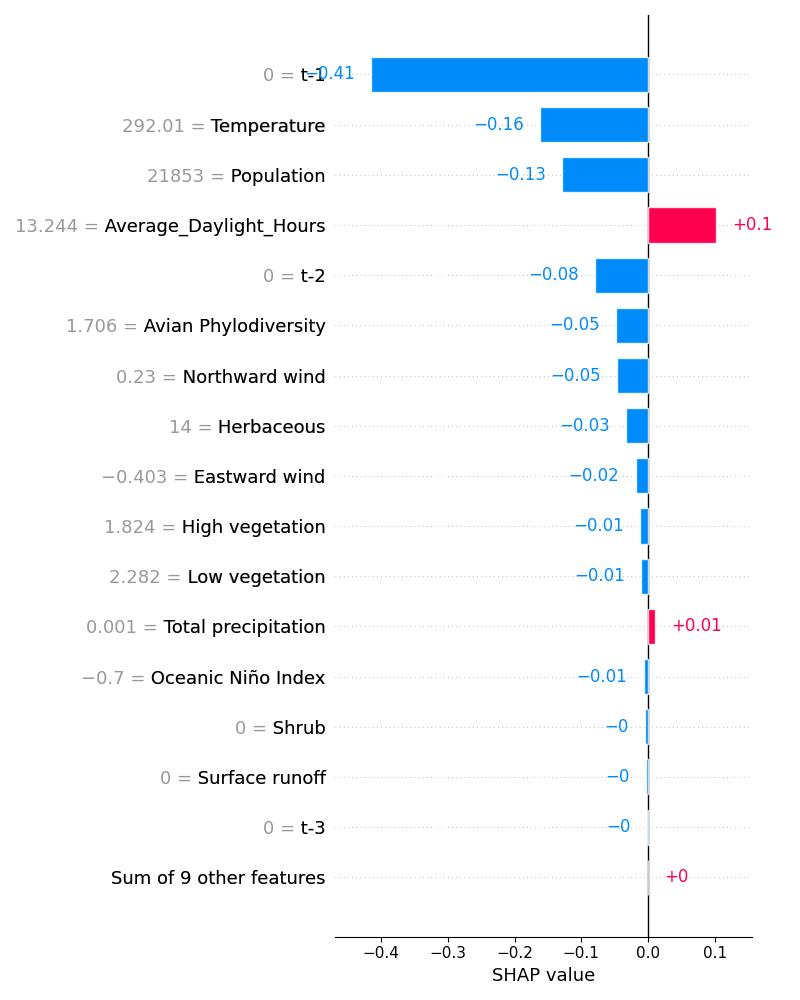 0 = t-1 −0.41
292.01 = Temperature −0.16
21853 = Population −0.13
13.244 = Average_Daylight_Hours +0.1
0 = t-2 −0.08
1.706 = Avian Phylodiversity −0.05
0.23 = Northward wind −0.05
14 = Herbaceous −0.03
−0.403 = Eastward wind −0.02
1.824 = High vegetation −0.01
2.282 = Low vegetation −0.01
0.001 = Total precipitation +0.01
−0.7 = Oceanic Niño Index −0.01
0 = Shrub −0
0 = Surface runoff −0
0 = t-3 −0
Sum of 9 other features +0
−0.4 −0.3 −0.2 −0.1 0.0 0.1
SHAP value